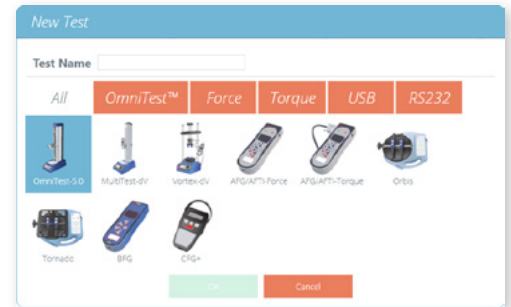 New Test
Test Name
All OmniTest™ Force Torque USB RS232
OmniTest-5.0 MultiTest-dV Vortex-dV AFG/AFTI-Force AFG/AFTI-Torque Orbis
Tornado BFG CFG+
OK Cancel